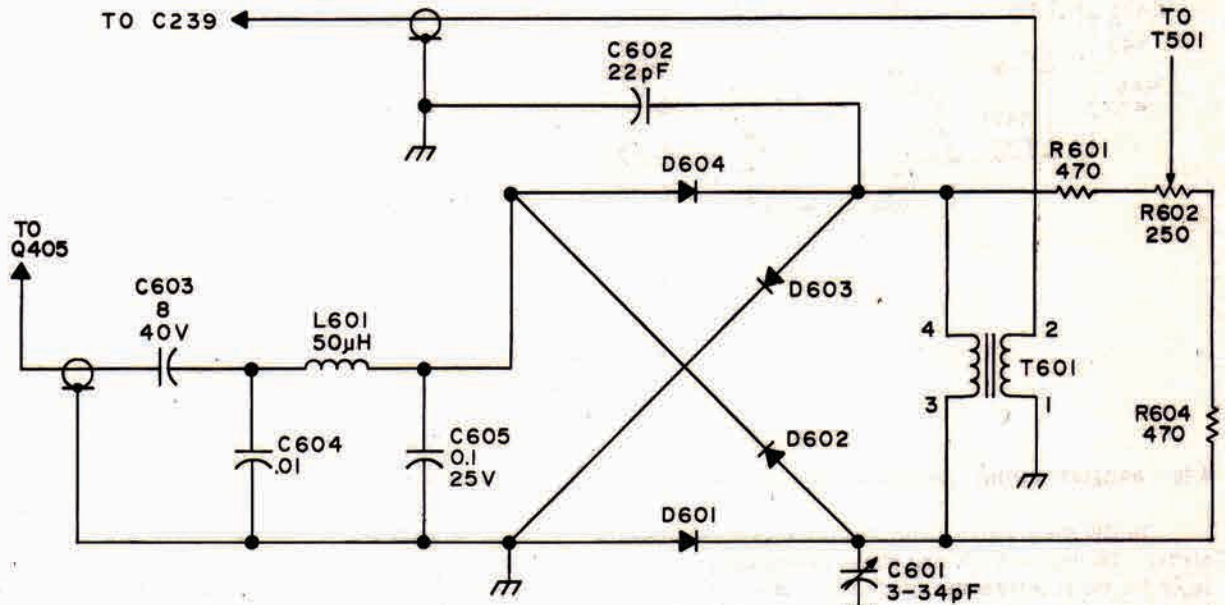 TO C239
TO
T501
C602
22pF
D604
R601
470
R602
250
TO
Q405
C603
8
40V
L601
50µH
D603
4
2
T601
3
1
R604
470
C604
.01
C605
0.1
25V
D602
D601
C601
3-34pF